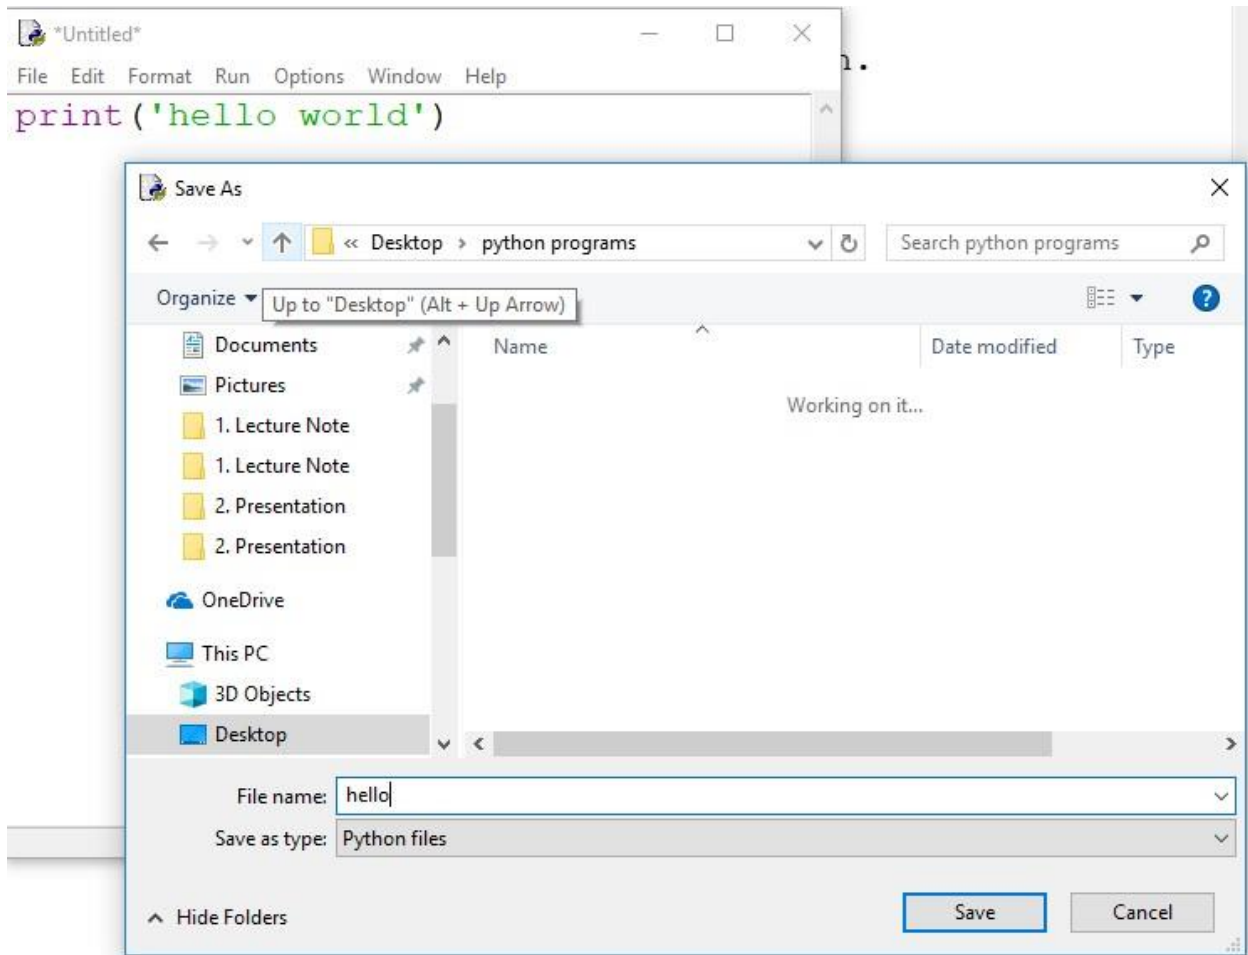 *Untitled*
n.
File Edit Format Run Options Window Help
print('hello world')
Save As
« Desktop › python programs
Search python programs
Organize
Up to "Desktop" (Alt + Up Arrow)
?
Documents
Pictures
1. Lecture Note
1. Lecture Note
2. Presentation
2. Presentation
OneDrive
This PC
3D Objects
Desktop
Name Date modified Type
Working on it...
File name: hello
Save as type: Python files
Hide Folders
Save Cancel